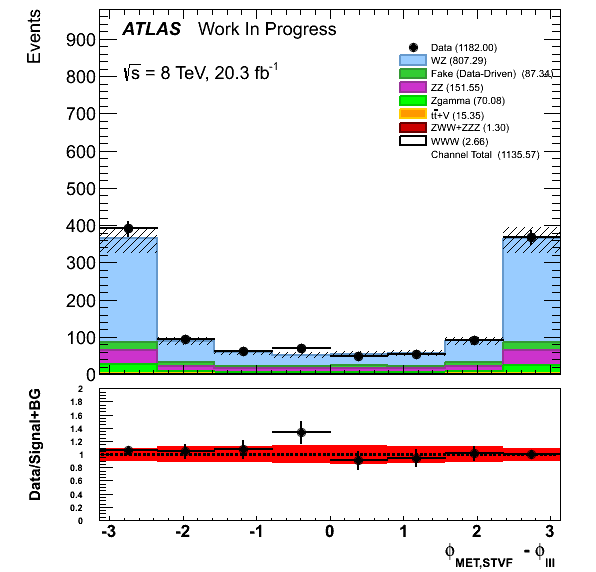 Events
ATLAS Work In Progress
√s = 8 TeV, 20.3 fb⁻¹
Data (1182.00)
WZ (807.29)
Fake (Data-Driven) (87.34)
ZZ (151.55)
Zgamma (70.08)
tt̄+V (15.35)
ZWW+ZZZ (1.30)
WWW (2.66)
Channel Total (1135.57)
900
800
700
600
500
400
300
200
100
0
Data/Signal+BG
2
1.8
1.6
1.4
1.2
1
0.8
0.6
0.4
0.2
0
-3 -2 -1 0 1 2 3
ϕMET,STVF - ϕlll